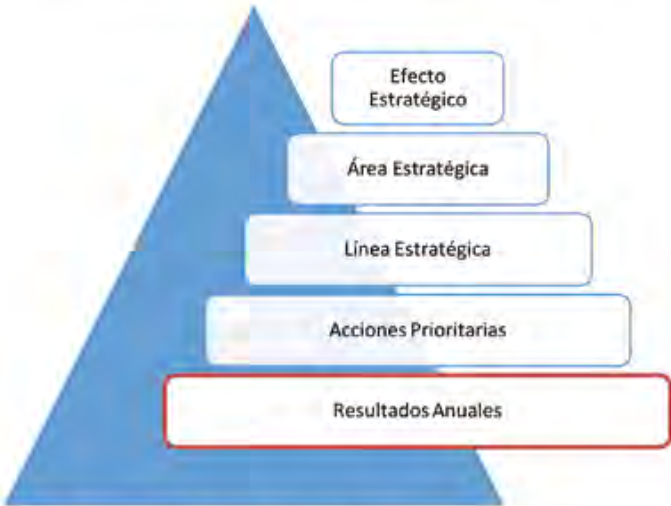 Efecto
Estratégico
Área Estratégica
Línea Estratégica
Acciones Prioritarias
Resultados Anuales